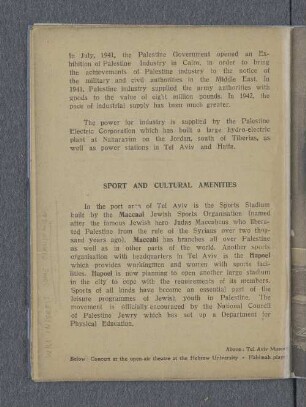 In July, 1941, the Palestine Government opened an Ex-
hibition of Palestine Industry in Cairo, in order to bring
the achievements of Palestine industry to the notice of
the military and civil authorities in the Middle East. In
1941, Palestine industry supplied the army authorities with
goods to the value of eight million pounds. In 1942, the
pace of industrial supply has been much greater.
The power for industry is supplied by the Palestine
Electric Corporation which has built a large hydro-electric
plant at Naharayim on the Jordan, south of Tiberias, as
well as power stations in Tel Aviv and Haifa.
SPORT AND CULTURAL AMENITIES
In the port area of Tel Aviv is the Sports Stadium
built by the Maccabi Jewish Sports Organisation (named
after the famous Jewish hero Judas Maccabeus who libera-
ted Palestine from the rule of the Syrians over two thou-
sand years ago). Maccabi has branches all over Palestine
as well as in other parts of the world. Another sports
organisation with headquarters in Tel Aviv is the Hapoel
which provides workingmen and women with sports faci-
lities. Hapoel is now planning to open another large stadium
in the city to cope with the requirements of its members.
Sports of all kinds have become an essential part of the
leisure programmes of Jewish youth in Palestine. The
movement is officially encouraged by the National Council
of Palestine Jewry which has set up a Department for
Physical Education.
Above: Tel Aviv
Below: Concert at the open-air theatre at the Hebrew University • Habimah